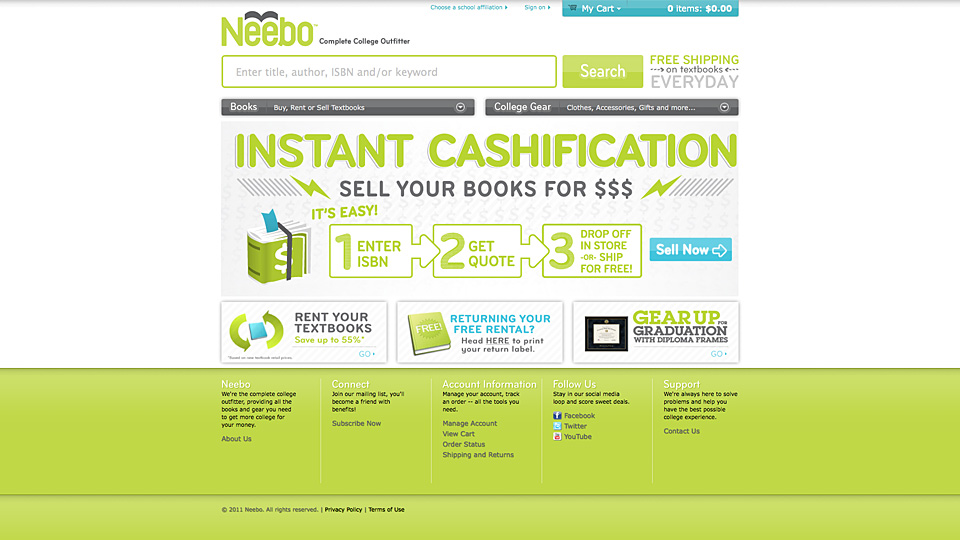 Choose a school affiliation
Sign on
My Cart
0 Items: $0.00
Neebo™
Complete College Outfitter
Enter title, author, ISBN and/or keyword
Search
FREE SHIPPING
on textbooks
EVERYDAY
Books
Buy, Rent or Sell Textbooks
College Gear
Clothes, Accessories, Gifts and more...
INSTANT CASHIFICATION
SELL YOUR BOOKS FOR $$$
IT'S EASY!
$
1 ENTER
ISBN
2 GET
QUOTE
3 DROP OFF
IN STORE
-OR- SHIP
FOR FREE!
Sell Now
RENT YOUR
TEXTBOOKS
Save up to 55%*
*Based on new textbook retail prices
GO
FREE!
RETURNING YOUR
FREE RENTAL?
Head HERE to print
your return label.
GEAR UP FOR
GRADUATION
WITH DIPLOMA FRAMES
GO
Neebo
We're the complete college
outfitter, providing all the
books and gear you need
to get more college for
your money.
About Us
Connect
Join our mailing list, you'll
become a friend with
benefits!
Subscribe Now
Account Information
Manage your account, track
an order -- all the tools you
need.
Manage Account
View Cart
Order Status
Shipping and Returns
Follow Us
Stay in our social media
loop and score sweet deals.
Facebook
Twitter
YouTube
Support
We're always here to solve
problems and help you
have the best possible
college experience.
Contact Us
© 2011 Neebo. All rights reserved. | Privacy Policy | Terms of Use